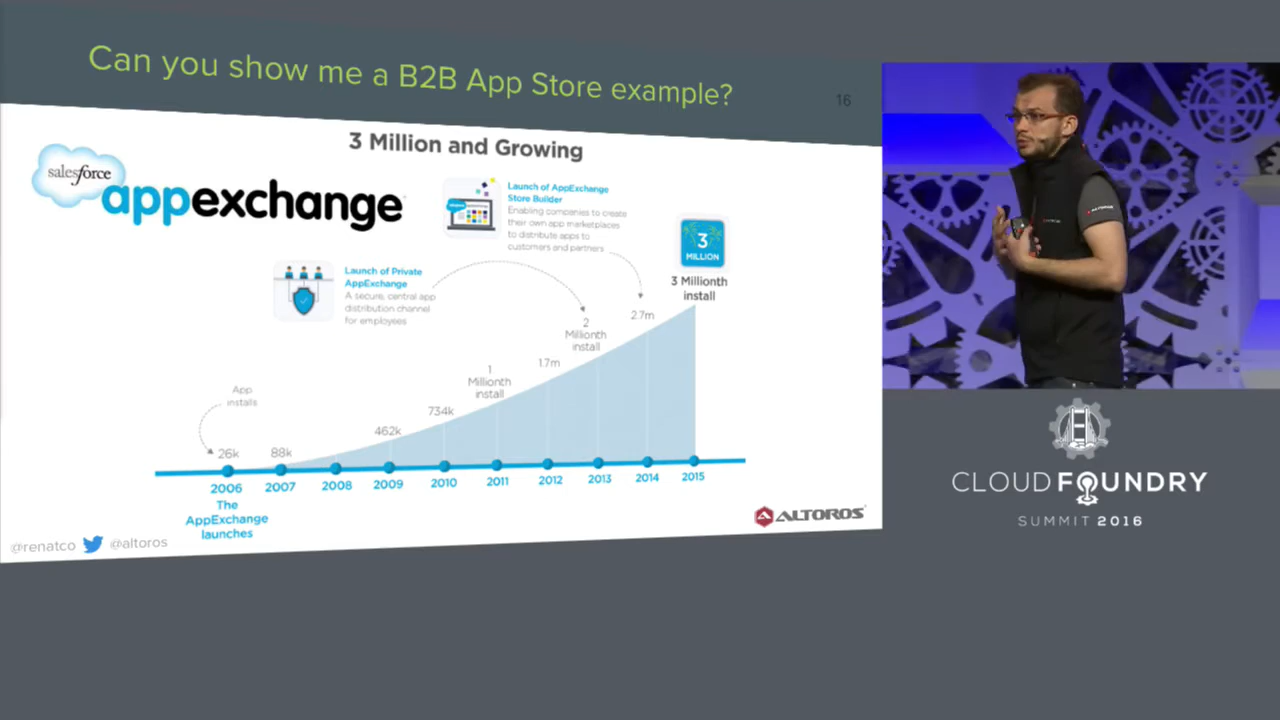 Can you show me a B2B App Store example?
16
3 Million and Growing
salesforce
appexchange
Launch of AppExchange
Store Builder
Enabling companies to create
their own app marketplaces
to distribute apps to
customers and partners
3
MILLION
3 Millionth
install
Launch of Private
AppExchange
A secure, central app
distribution channel
for employees
2.7m
2
Millionth
install
1.7m
1
Millionth
install
App
installs
734k
462k
88k
26k
2006
2007
2008
2009
2010
2011
2012
2013
2014
2015
The
AppExchange
launches
ALTOROS
@renatco
@altoros
ALTOROS
CLOUD FOUNDRY
SUMMIT 2016